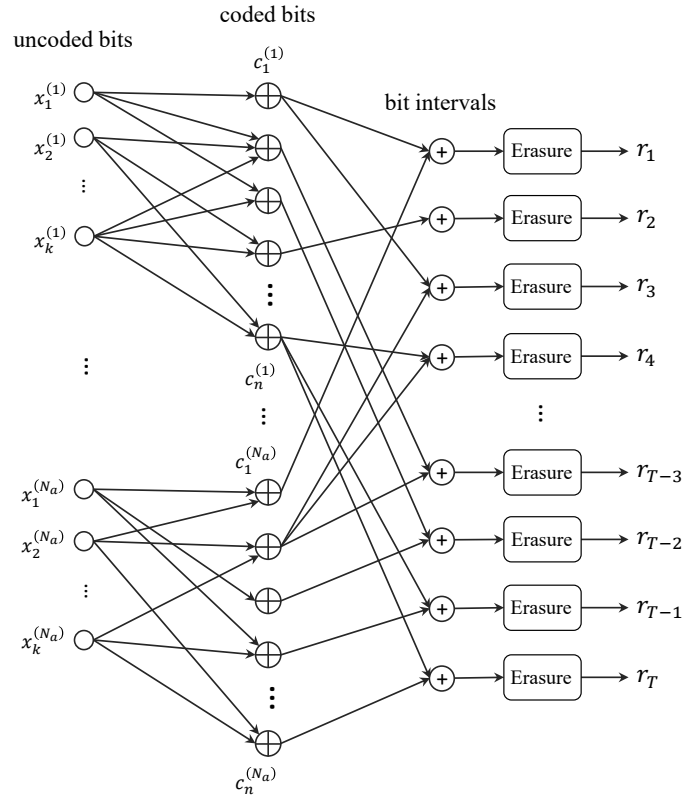 coded bits
uncoded bits
bit intervals
c_1^{(1)}
x_1^{(1)}
x_2^{(1)}
...
x_k^{(1)}
...
c_n^{(1)}
...
...
c_1^{(N_a)}
x_1^{(N_a)}
x_2^{(N_a)}
...
x_k^{(N_a)}
...
c_n^{(N_a)}
+ Erasure r_1
+ Erasure r_2
+ Erasure r_3
+ Erasure r_4
...
+ Erasure r_{T−3}
+ Erasure r_{T−2}
+ Erasure r_{T−1}
+ Erasure r_T